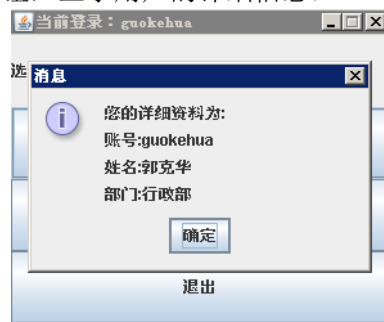 当前登录：guokehua
选
消息
您的详细资料为:
账号:guokehua
姓名:郭克华
部门:行政部
确定
退出